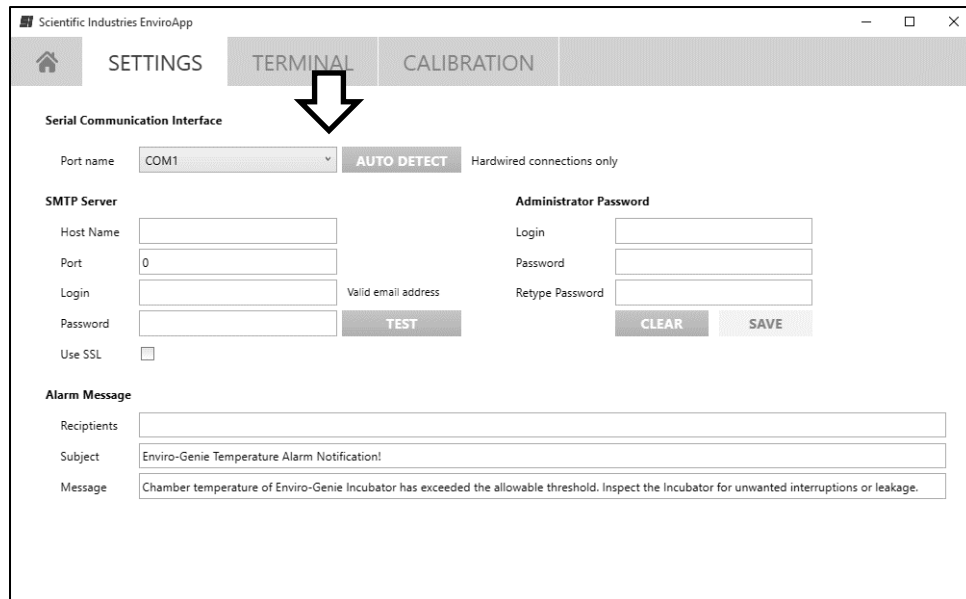 Scientific Industries EnviroApp
SETTINGS TERMINAL CALIBRATION
Serial Communication Interface
Port name COM1 AUTO DETECT Hardwired connections only
SMTP Server Administrator Password
Host Name Login
Port 0 Password
Login Valid email address Retype Password
Password TEST CLEAR SAVE
Use SSL
Alarm Message
Reciptients
Subject Enviro-Genie Temperature Alarm Notification!
Message Chamber temperature of Enviro-Genie Incubator has exceeded the allowable threshold. Inspect the Incubator for unwanted interruptions or leakage.